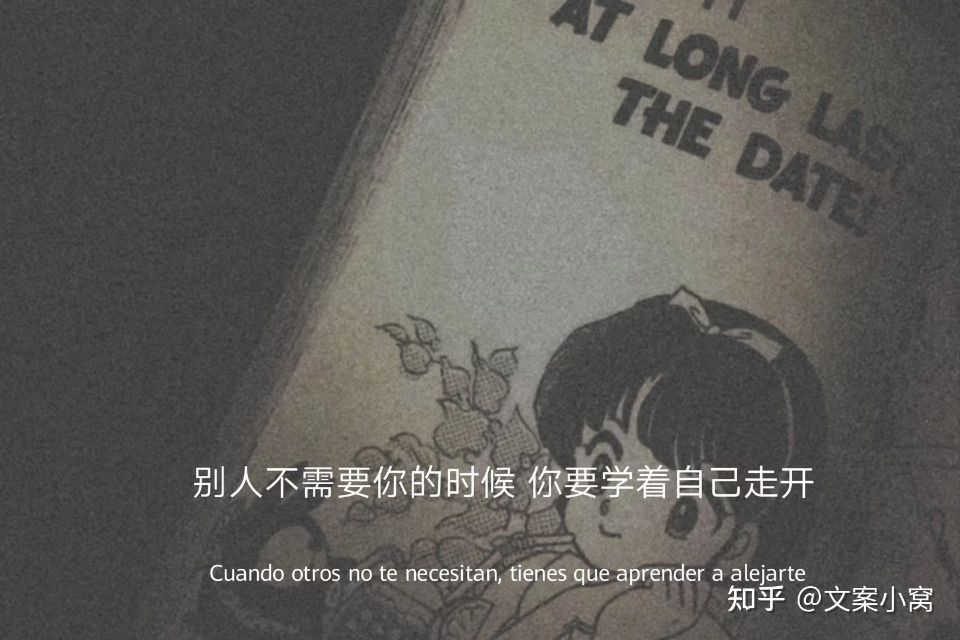 AT LONG LAST
THE DATE!
别人不需要你的时候 你要学着自己走开
Cuando otros no te necesitan, tienes que aprender a alejarte
知乎 @文案小窝